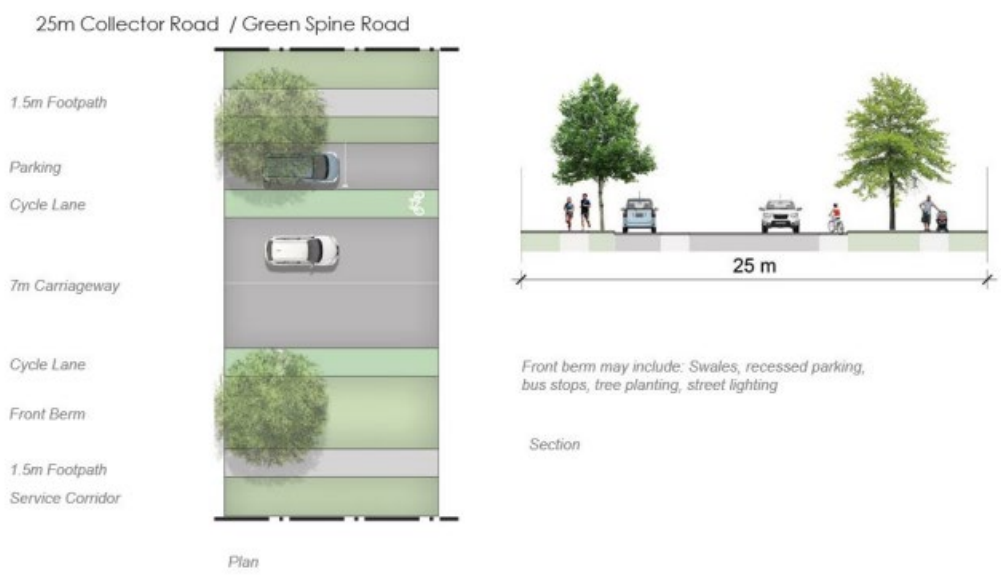 25m Collector Road / Green Spine Road
1.5m Footpath
Parking
Cycle Lane
7m Carriageway
Cycle Lane
Front Berm
1.5m Footpath
Service Corridor
Plan
25 m
Front berm may include: Swales, recessed parking,
bus stops, tree planting, street lighting
Section